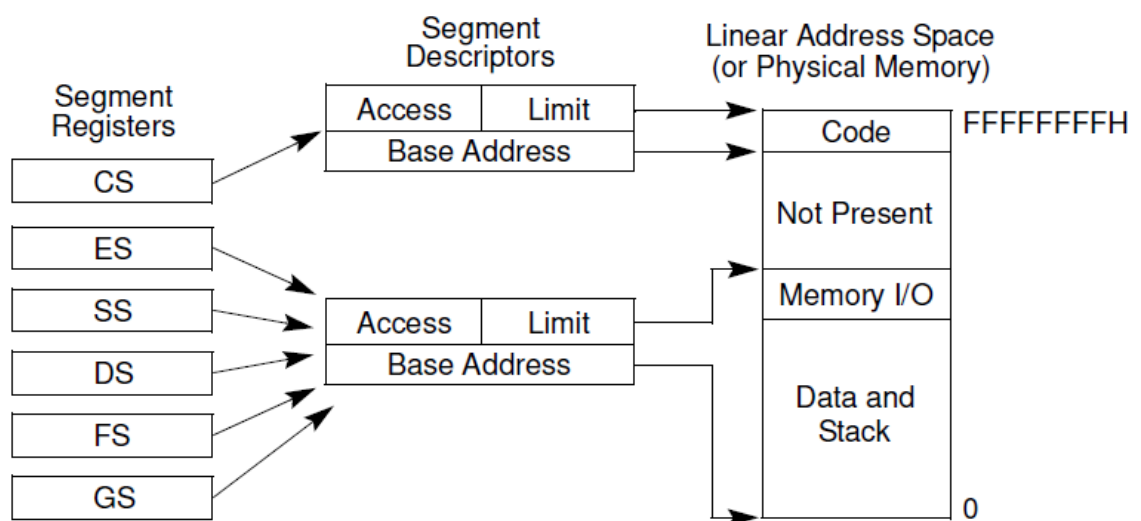 Segment
Registers
CS
ES
SS
DS
FS
GS
Segment
Descriptors
Access Limit
Base Address
Access Limit
Base Address
Linear Address Space
(or Physical Memory)
Code
FFFFFFFFH
Not Present
Memory I/O
Data and
Stack
0